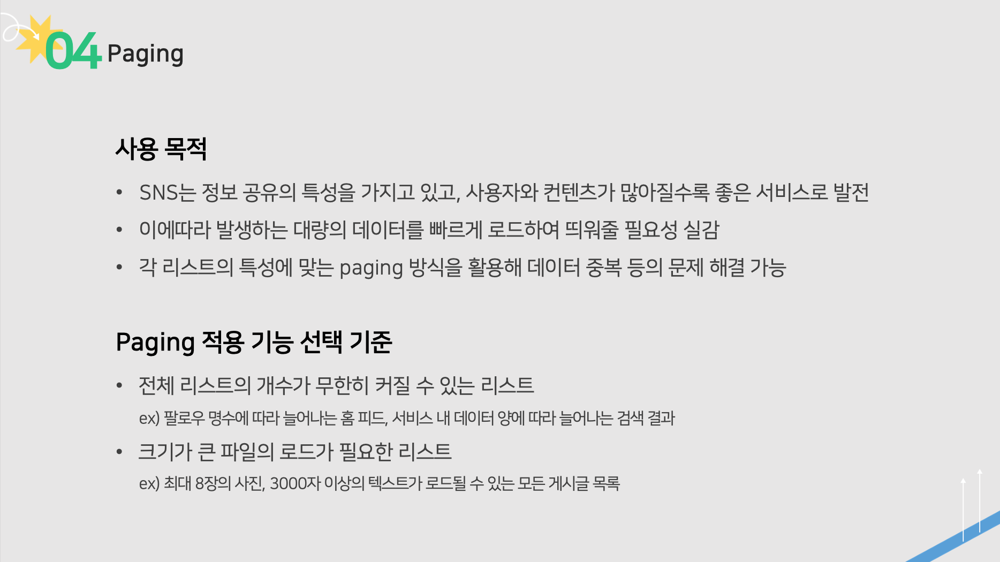 04 Paging
사용 목적
• SNS는 정보 공유의 특성을 가지고 있고, 사용자와 컨텐츠가 많아질수록 좋은 서비스로 발전
• 이에따라 발생하는 대량의 데이터를 빠르게 로드하여 띄워줄 필요성 실감
• 각 리스트의 특성에 맞는 paging 방식을 활용해 데이터 중복 등의 문제 해결 가능
Paging 적용 기능 선택 기준
• 전체 리스트의 개수가 무한히 커질 수 있는 리스트
ex) 팔로우 명수에 따라 늘어나는 홈 피드, 서비스 내 데이터 양에 따라 늘어나는 검색 결과
• 크기가 큰 파일의 로드가 필요한 리스트
ex) 최대 8장의 사진, 3000자 이상의 텍스트가 로드될 수 있는 모든 게시글 목록